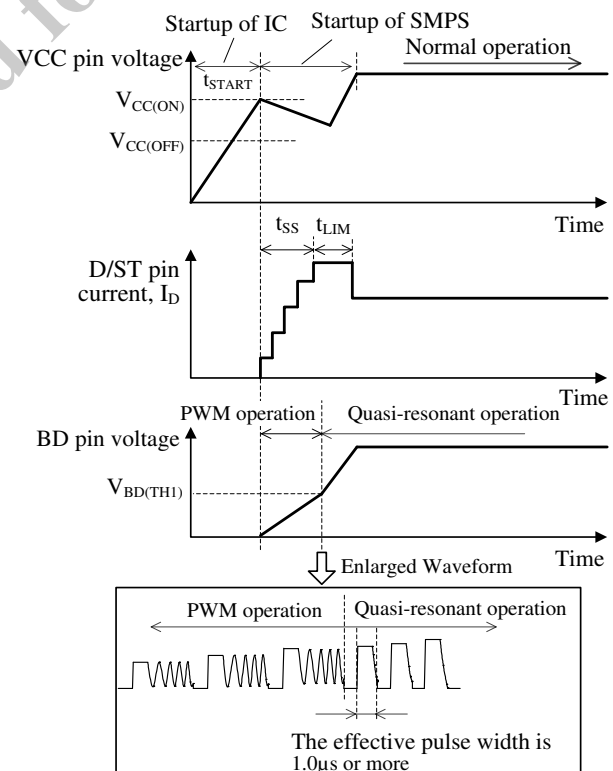 Startup of IC
Startup of SMPS
VCC pin voltage
Normal operation
tSTART
VCC(ON)
VCC(OFF)
Time
tSS
tLIM
D/ST pin
current, ID
Time
PWM operation
Quasi-resonant operation
BD pin voltage
VBD(TH1)
Time
Enlarged Waveform
PWM operation
Quasi-resonant operation
The effective pulse width is
1.0µs or more